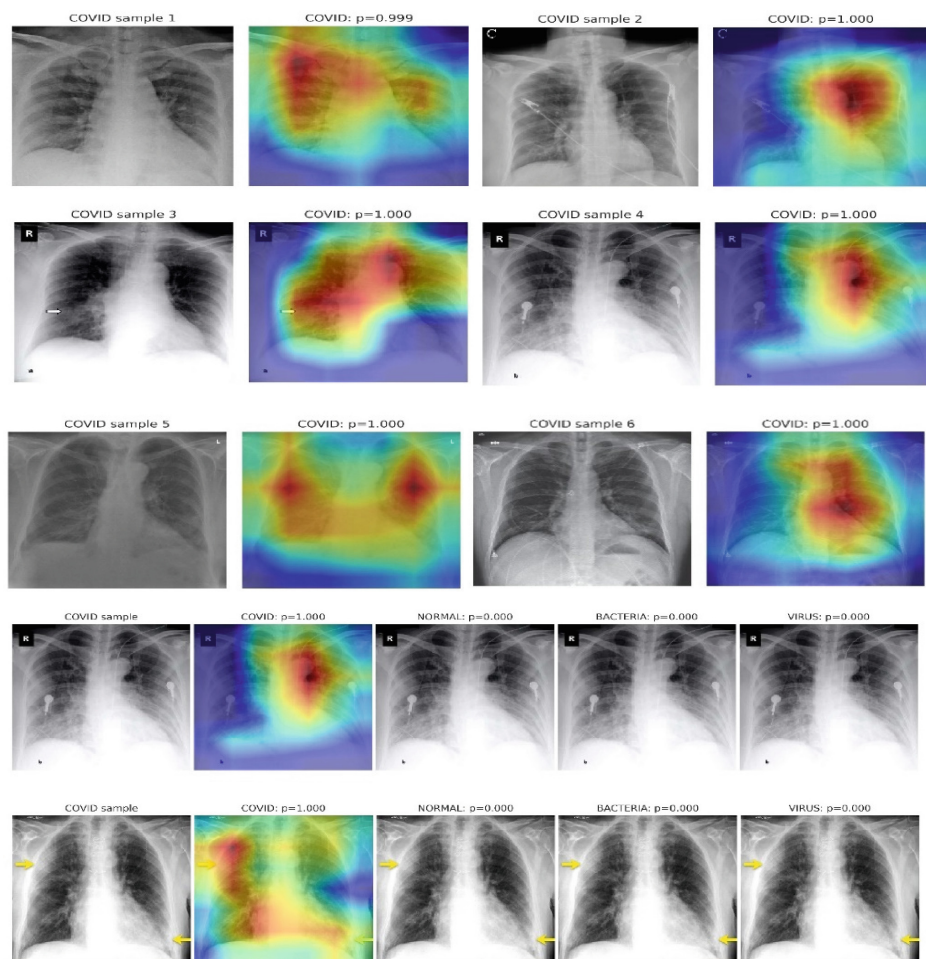 COVID sample 1 COVID: p=0.999 COVID sample 2 COVID: p=1.000
COVID sample 3 COVID: p=1.000 COVID sample 4 COVID: p=1.000
R R R R
COVID sample 5 COVID: p=1.000 COVID sample 6 COVID: p=1.000
L L
COVID sample COVID: p=1.000 NORMAL: p=0.000 BACTERIA: p=0.000 VIRUS: p=0.000
R R R R R
COVID sample COVID: p=1.000 NORMAL: p=0.000 BACTERIA: p=0.000 VIRUS: p=0.000